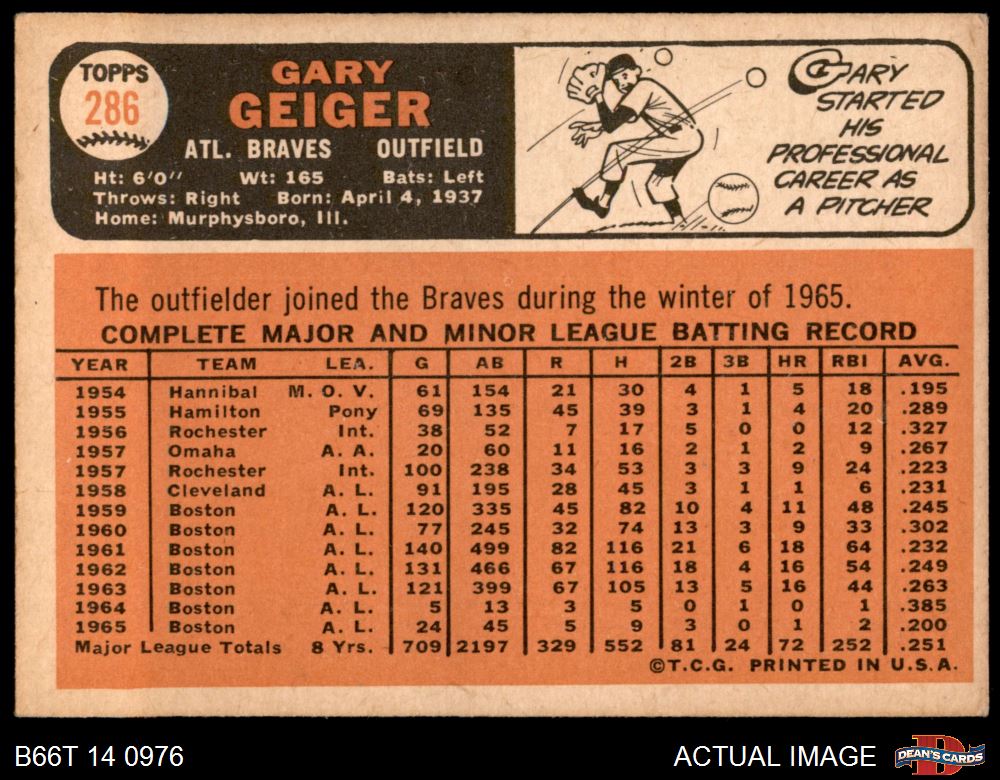 TOPPS
286
GARY
GEIGER
ATL. BRAVES OUTFIELD
Ht: 6'0" Wt: 165 Bats: Left
Throws: Right Born: April 4, 1937
Home: Murphysboro, Ill.
GARY
STARTED
HIS
PROFESSIONAL
CAREER AS
A PITCHER
The outfielder joined the Braves during the winter of 1965.
COMPLETE MAJOR AND MINOR LEAGUE BATTING RECORD
YEAR TEAM LEA. G AB R H 2B 3B HR RBI AVG.
1954 Hannibal M. O. V. 61 154 21 30 4 1 5 18 .195
1955 Hamilton Pony 69 135 45 39 3 1 4 20 .289
1956 Rochester Int. 38 52 7 17 5 0 0 12 .327
1957 Omaha A. A. 20 60 11 16 2 1 2 9 .267
1957 Rochester Int. 100 238 34 53 3 3 9 24 .223
1958 Cleveland A. L. 91 195 28 45 3 1 1 6 .231
1959 Boston A. L. 120 335 45 82 10 4 11 48 .245
1960 Boston A. L. 77 245 32 74 13 3 9 33 .302
1961 Boston A. L. 140 499 82 116 21 6 18 64 .232
1962 Boston A. L. 131 466 67 116 18 4 16 54 .249
1963 Boston A. L. 121 399 67 105 13 5 16 44 .263
1964 Boston A. L. 5 13 3 5 0 1 0 1 .385
1965 Boston A. L. 24 45 5 9 3 0 1 2 .200
Major League Totals 8 Yrs. 709 2197 329 552 81 24 72 252 .251
©T.C.G. PRINTED IN U.S.A.
B66T 14 0976 ACTUAL IMAGE DEAN'S CARDS